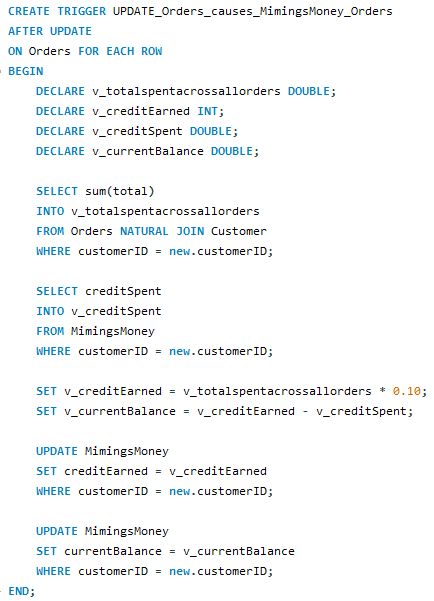 CREATE TRIGGER UPDATE_Orders_causes_MimingsMoney_Orders
AFTER UPDATE
ON Orders FOR EACH ROW
BEGIN
    DECLARE v_totalspentacrossallorders DOUBLE;
    DECLARE v_creditEarned INT;
    DECLARE v_creditSpent DOUBLE;
    DECLARE v_currentBalance DOUBLE;

    SELECT sum(total)
    INTO v_totalspentacrossallorders
    FROM Orders NATURAL JOIN Customer
    WHERE customerID = new.customerID;

    SELECT creditSpent
    INTO v_creditSpent
    FROM MimingsMoney
    WHERE customerID = new.customerID;

    SET v_creditEarned = v_totalspentacrossallorders * 0.10;
    SET v_currentBalance = v_creditEarned - v_creditSpent;

    UPDATE MimingsMoney
    SET creditEarned = v_creditEarned
    WHERE customerID = new.customerID;

    UPDATE MimingsMoney
    SET currentBalance = v_currentBalance
    WHERE customerID = new.customerID;
END;